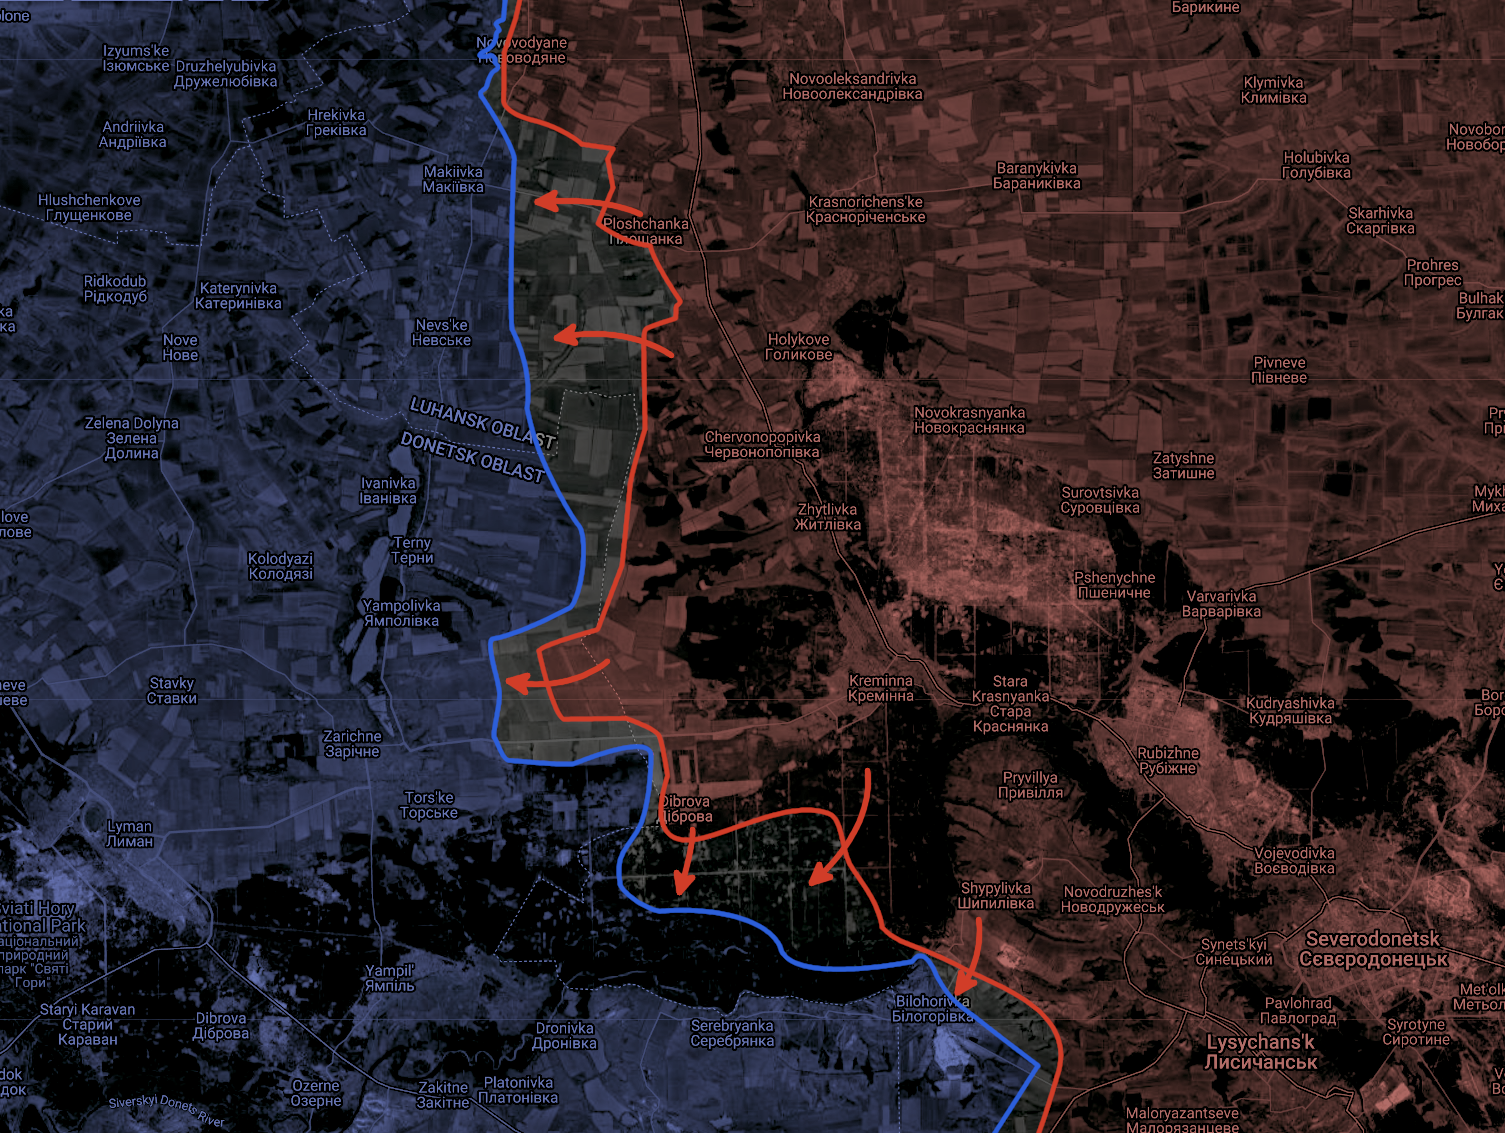 Барикине
Izyums'ke
Ізюмське
Druzhelyubivka
Дружелюбівка
Novovodyane
Нововодяне
Novooleksandrivka
Новоолександрівка
Klymivka
Климівка
Hrekivka
Греківка
Andriivka
Андріївка
Makiivka
Макіївка
Baranykivka
Бараниківка
Holubivka
Голубівка
Hlushchenkove
Глущенкове
Krasnorichens'ke
Красноріченське
Skarhivka
Скаргівка
Ploshchanka
Площанка
Prohres
Прогрес
Ridkodub
Рідкодуб
Katerynivka
Катеринівка
Nevs'ke
Невське
Nove
Нове
Holykove
Голикове
Pivneve
Півневе
LUHANSK OBLAST
DONETSK OBLAST
Novokrasnyanka
Новокраснянка
Zelena Dolyna
Зелена
Долина
Chervonopopivka
Червонопопівка
Zatyshne
Затишне
Ivanivka
Іванівка
Surovtsivka
Суровцівка
Zhytlivka
Житлівка
Terny
Терни
Kolodyazi
Колодязі
Pshenychne
Пшеничне
Varvarivka
Варварівка
Yampolivka
Ямполівка
Stavky
Ставки
Kreminna
Кремінна
Stara
Krasnyanka
Стара
Краснянка
Kudryashivka
Кудряшівка
Zarichne
Зарічне
Rubizhne
Рубіжне
Pryvillya
Привілля
Tors'ke
Торське
Dibrova
Діброва
Lyman
Лиман
Vojevodivka
Воєводівка
Shypylivka
Шипилівка
Novodruzhes'k
Новодружеськ
Severodonetsk
Сєвєродонецьк
Synets'kyi
Синецький
Yampil'
Ямпіль
Bilohorivka
Білогорівка
Pavlohrad
Павлоград
Staryi Karavan
Старий
Караван
Dibrova
Діброва
Dronivka
Дронівка
Serebryanka
Серебрянка
Syrotyne
Сиротине
Lysychans'k
Лисичанськ
Ozerne
Озерне
Zakitne
Закітне
Platonivka
Платонівка
Siverskyi Donets River
Maloryazantseve
Малорязанцеве